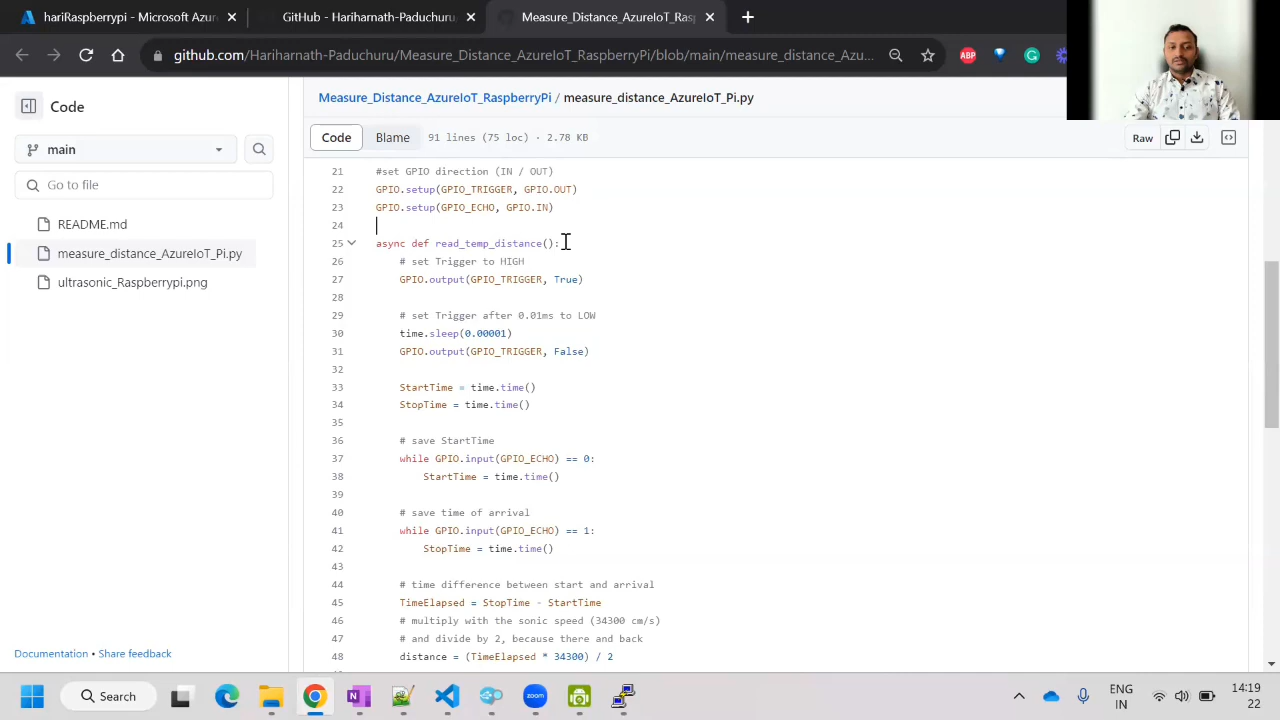 hariRaspberrypi - Microsoft Azur
GitHub - Hariharnath-Paduchuru,
Measure_Distance_AzureIoT_Rasp
github.com/Hariharnath-Paduchuru/Measure_Distance_AzureIoT_RaspberryPi/blob/main/measure_distance_Azu...
ABP
Code
main
Go to file
README.md
measure_distance_AzureIoT_Pi.py
ultrasonic_Raspberrypi.png
Documentation • Share feedback
Measure_Distance_AzureIoT_RaspberryPi / measure_distance_AzureIoT_Pi.py
Code Blame 91 lines (75 loc) · 2.78 KB Raw
21 #set GPIO direction (IN / OUT)
22 GPIO.setup(GPIO_TRIGGER, GPIO.OUT)
23 GPIO.setup(GPIO_ECHO, GPIO.IN)
24
25 async def read_temp_distance():
26 # set Trigger to HIGH
27 GPIO.output(GPIO_TRIGGER, True)
28
29 # set Trigger after 0.01ms to LOW
30 time.sleep(0.00001)
31 GPIO.output(GPIO_TRIGGER, False)
32
33 StartTime = time.time()
34 StopTime = time.time()
35
36 # save StartTime
37 while GPIO.input(GPIO_ECHO) == 0:
38 StartTime = time.time()
39
40 # save time of arrival
41 while GPIO.input(GPIO_ECHO) == 1:
42 StopTime = time.time()
43
44 # time difference between start and arrival
45 TimeElapsed = StopTime - StartTime
46 # multiply with the sonic speed (34300 cm/s)
47 # and divide by 2, because there and back
48 distance = (TimeElapsed * 34300) / 2
Search
zoom
ENG
IN
14:19
22